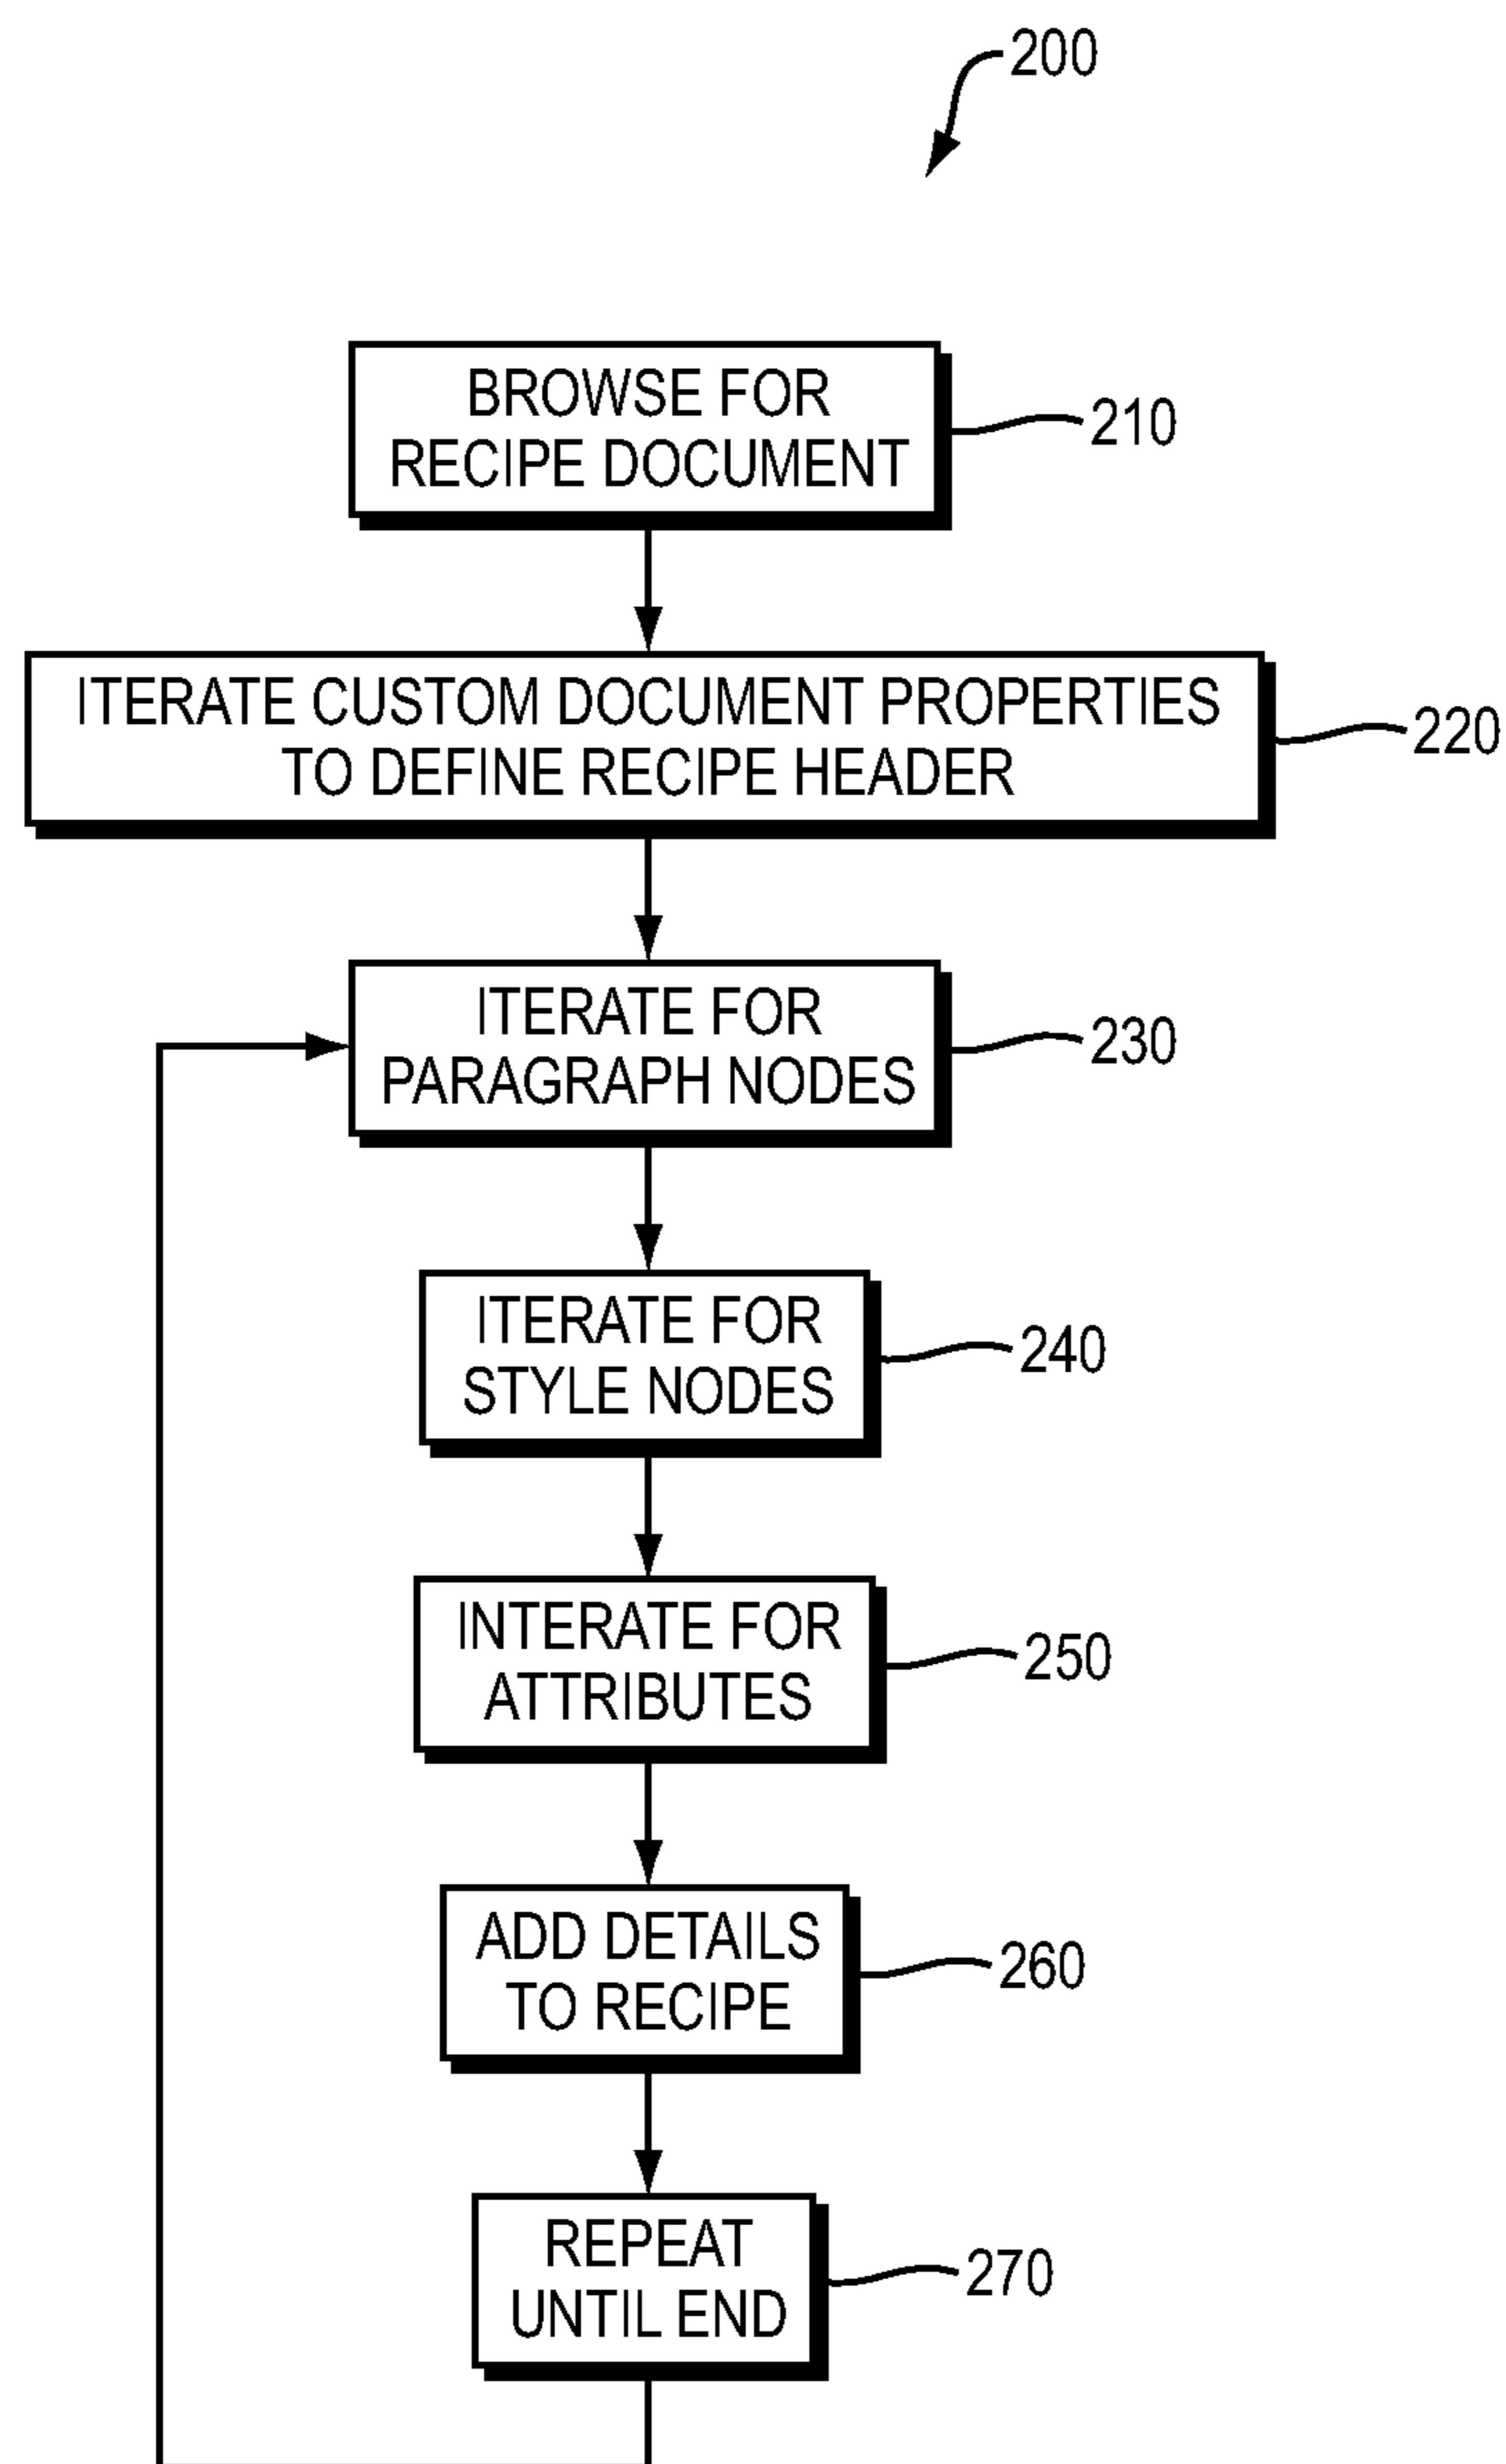 200
BROWSE FOR
RECIPE DOCUMENT
210
ITERATE CUSTOM DOCUMENT PROPERTIES
TO DEFINE RECIPE HEADER
220
ITERATE FOR
PARAGRAPH NODES
230
ITERATE FOR
STYLE NODES
240
INTERATE FOR
ATTRIBUTES
250
ADD DETAILS
TO RECIPE
260
REPEAT
UNTIL END
270